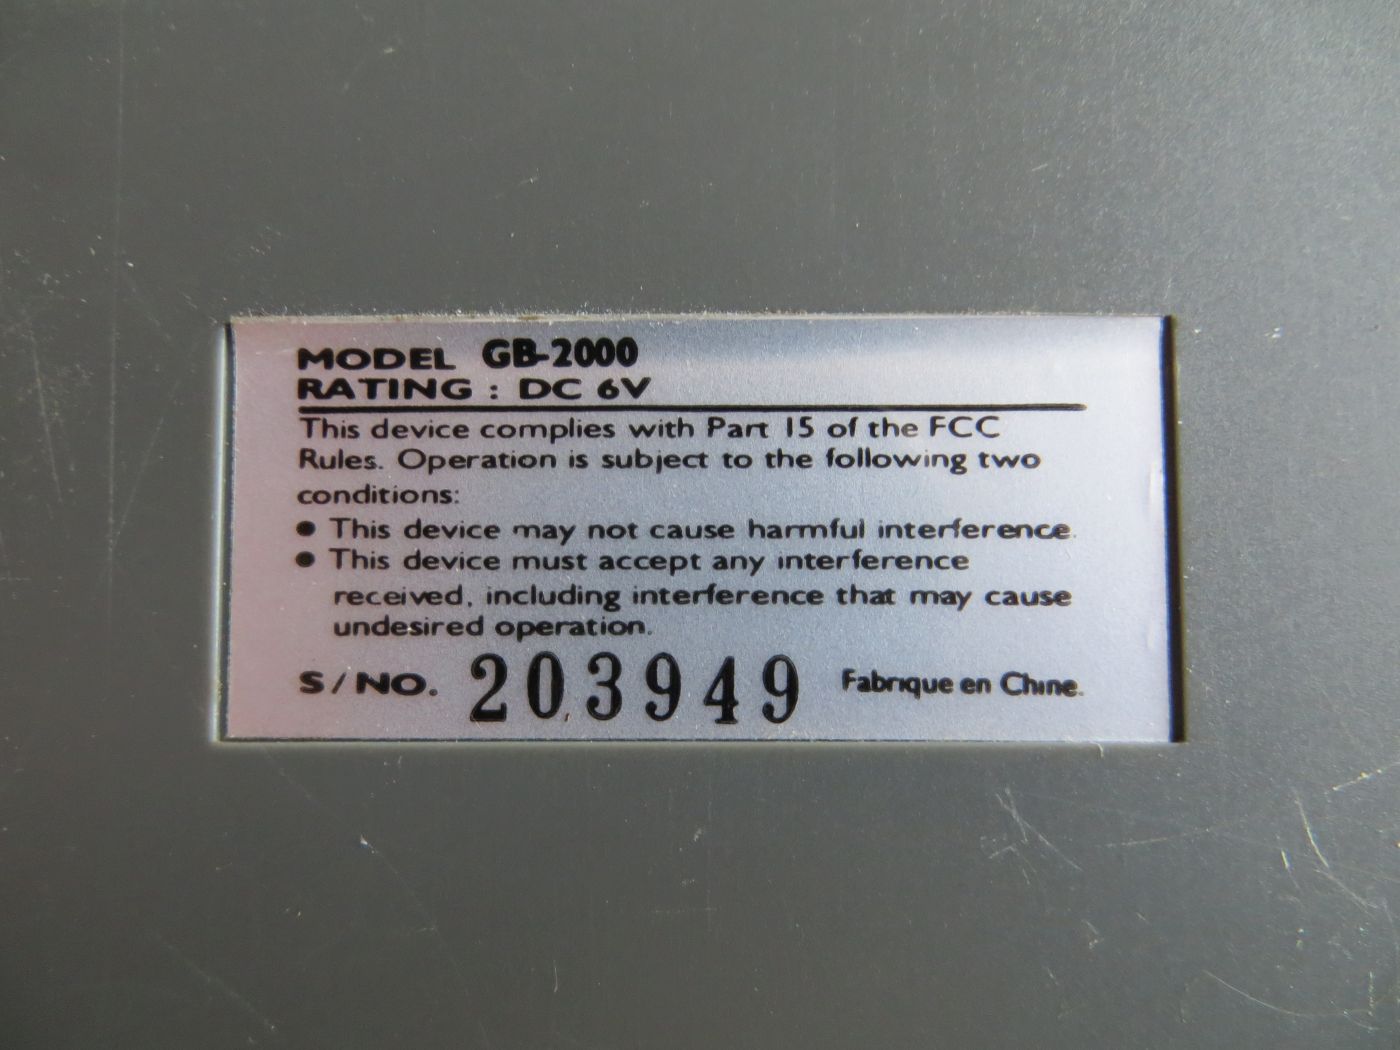 MODEL GB-2000
RATING : DC 6V
This device complies with Part 15 of the FCC
Rules. Operation is subject to the following two
conditions:
● This device may not cause harmful interference.
● This device must accept any interference
received, including interference that may cause
undesired operation.
S/NO. 203949 Fabrique en Chine.